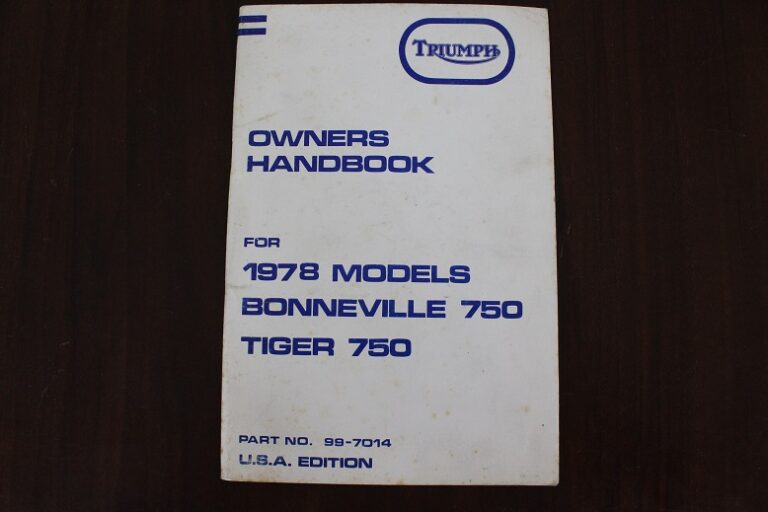 TRIUMPH
OWNERS
HANDBOOK
FOR
1978 MODELS
BONNEVILLE 750
TIGER 750
PART NO. 99-7014
U.S.A. EDITION